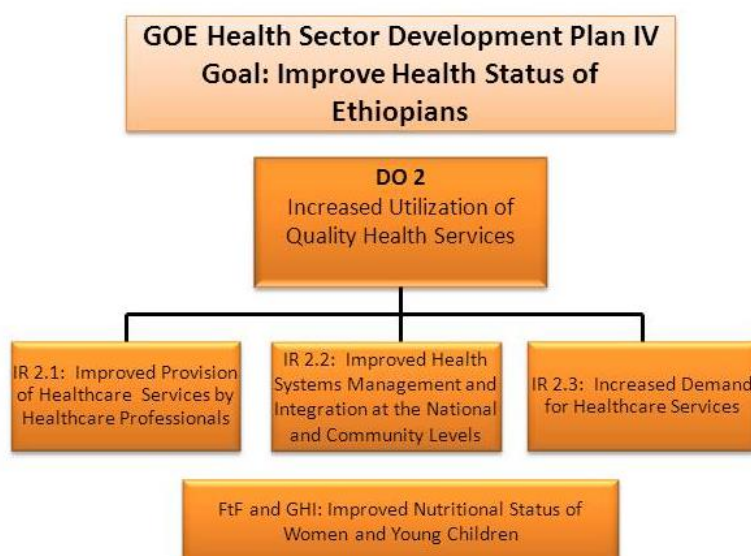 GOE Health Sector Development Plan IV
Goal: Improve Health Status of
Ethiopians
DO 2
Increased Utilization of
Quality Health Services
IR 2.1: Improved Provision
of Healthcare Services by
Healthcare Professionals
IR 2.2: Improved Health
Systems Management and
Integration at the National
and Community Levels
IR 2.3: Increased Demand
for Healthcare Services
FtF and GHI: Improved Nutritional Status of
Women and Young Children